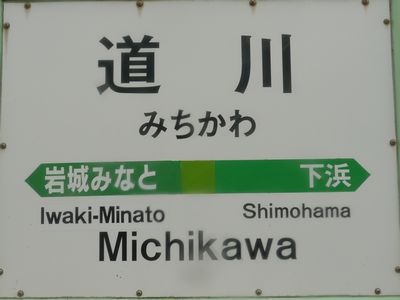 道川
みちかわ
岩城みなと 下浜
Iwaki-Minato Shimohama
Michikawa